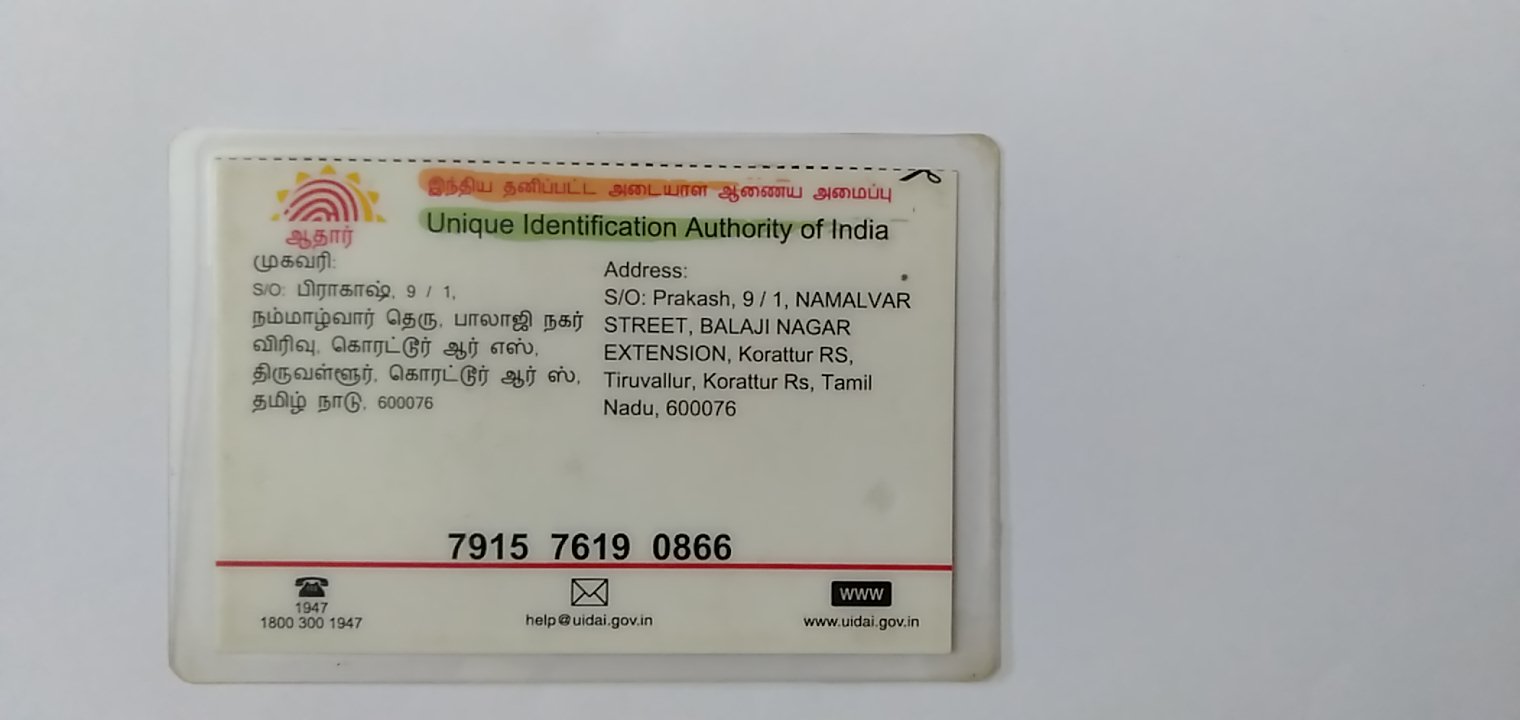 இந்திய தனிப்பட்ட அடையாள ஆணைய அமைப்பு
Unique Identification Authority of India
ஆதார்
முகவரி:
S/O: பிராகாஷ், 9 / 1,
நம்மாழ்வார் தெரு, பாலாஜி நகர்
விரிவு, கொரட்டூர் ஆர் எஸ்,
திருவள்ளூர், கொரட்டூர் ஆர் ஸ்,
தமிழ் நாடு, 600076
Address:
S/O: Prakash, 9 / 1, NAMALVAR
STREET, BALAJI NAGAR
EXTENSION, Korattur RS,
Tiruvallur, Korattur Rs, Tamil
Nadu, 600076
7915 7619 0866
1947
1800 300 1947
help@uidai.gov.in
www
www.uidai.gov.in